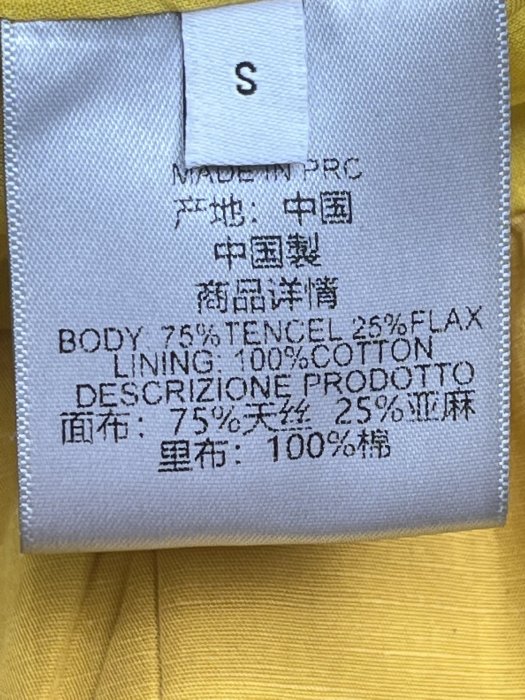 S
MADE IN PRC
产地：中国
中国製
商品详情
BODY: 75%TENCEL 25%FLAX
LINING: 100%COTTON
DESCRIZIONE PRODOTTO
面布：75%天丝 25%亚麻
里布：100%棉